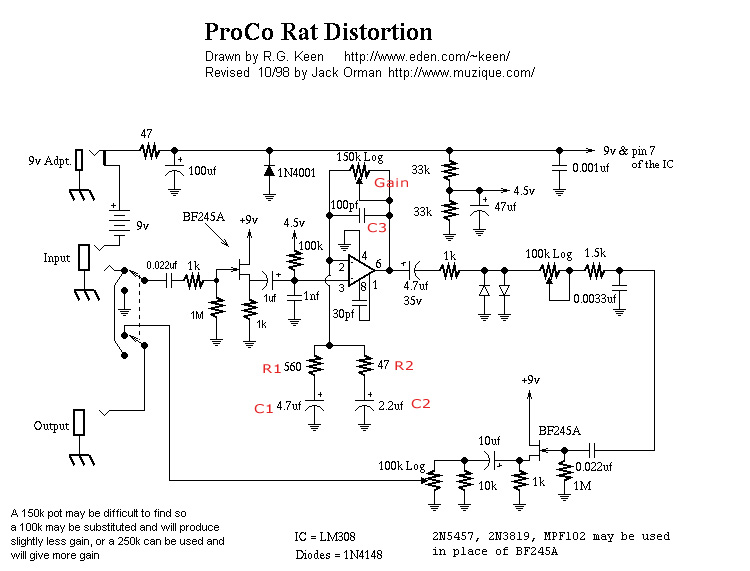 ProCo Rat Distortion
Drawn by R.G. Keen http://www.eden.com/~keen/
Revised 10/98 by Jack Orman http://www.muzique.com/
47
150k Log
9v & pin 7
of the IC
9v Adpt.
100uf
1N4001
Gain
33k
0.001uf
4.5v
100pf
C3
33k
47uf
9v
BF245A
+9v
4.5v
100k
Input
0.022uf
1k
4
2
6
3
8
1
1uf
1nf
30pf
1M
1k
4.7uf
35v
1k
100k Log
1.5k
0.0033uf
R1
560
47
R2
C1
4.7uf
2.2uf
C2
+9v
Output
BF245A
10uf
100k Log
0.022uf
10k
1k
1M
A 150k pot may be difficult to find so
a 100k may be substituted and will produce
slightly less gain, or a 250k can be used and
will give more gain
IC = LM308
Diodes = 1N4148
2N5457, 2N3819, MPF102 may be used
in place of BF245A